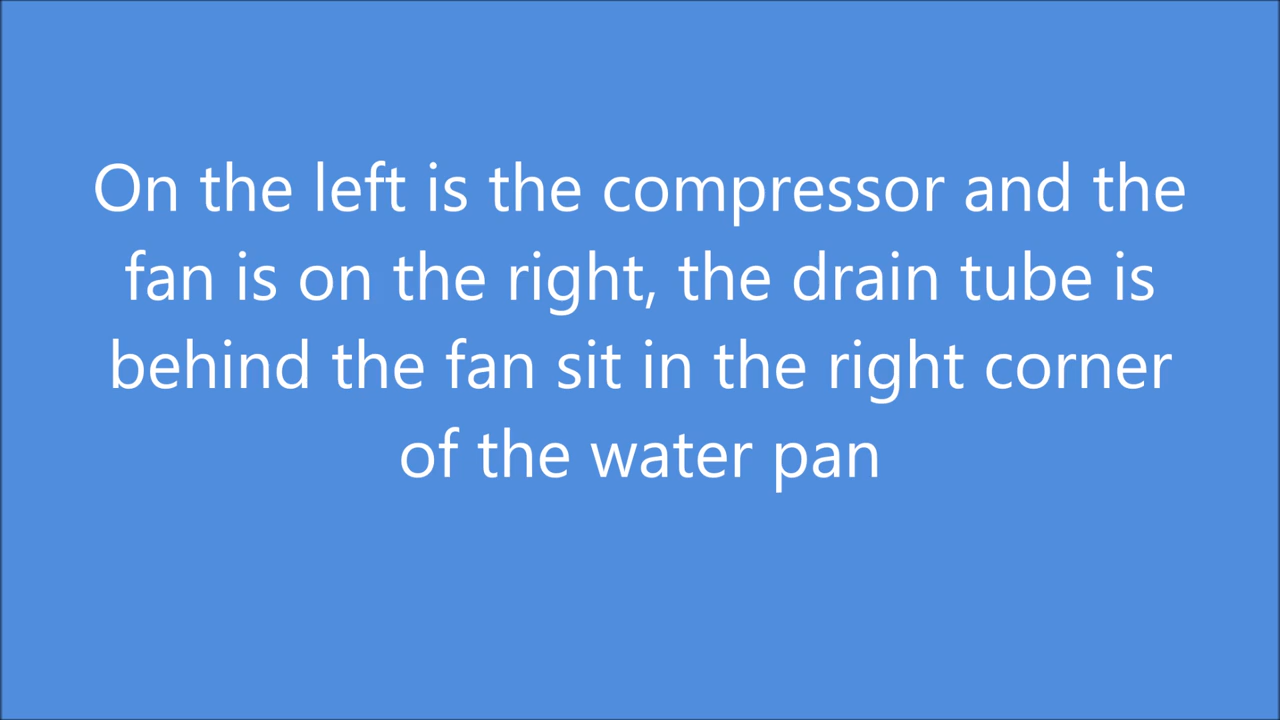 On the left is the compressor and the
fan is on the right, the drain tube is
behind the fan sit in the right corner
of the water pan